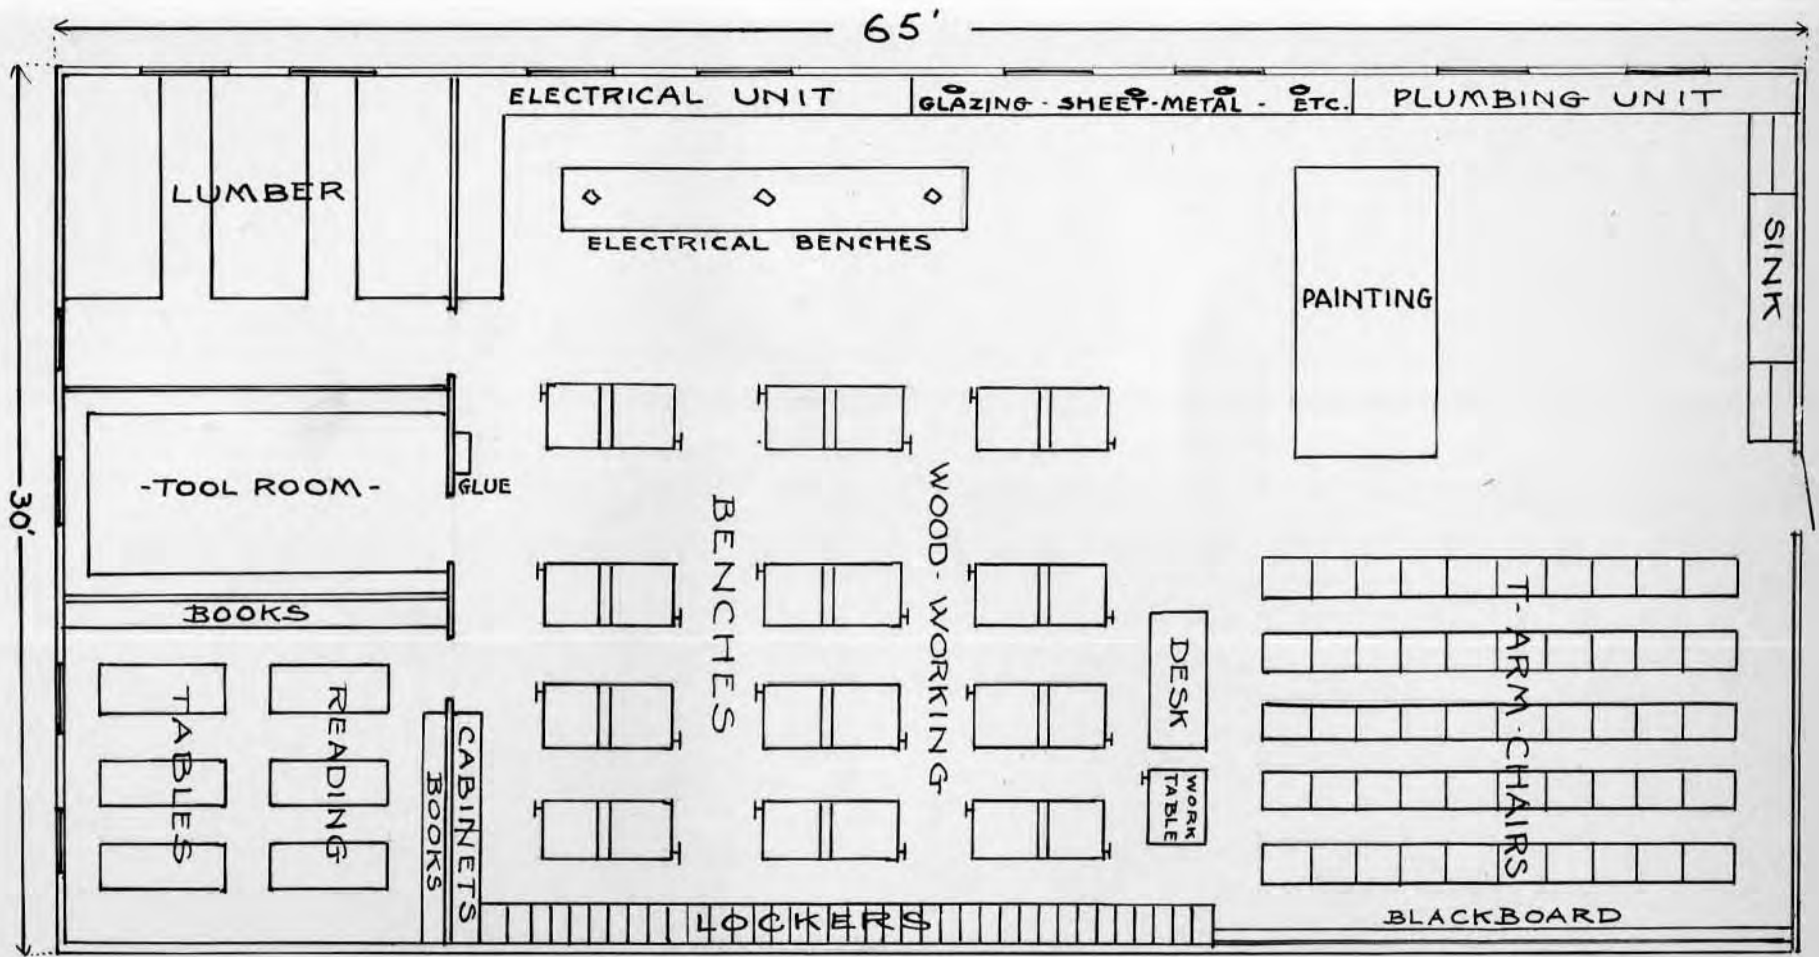 65'
ELECTRICAL UNIT
GLAZING - SHEET-METAL - ETC.
PLUMBING UNIT
LUMBER
ELECTRICAL BENCHES
SINK
PAINTING
30'
-TOOL ROOM-
GLUE
BENCHES
WOOD-WORKING
BOOKS
TABLES
READING
BOOKS
CABINETS
DESK
WORK
TABLE
T-ARM-CHAIRS
LOCKERS
BLACKBOARD